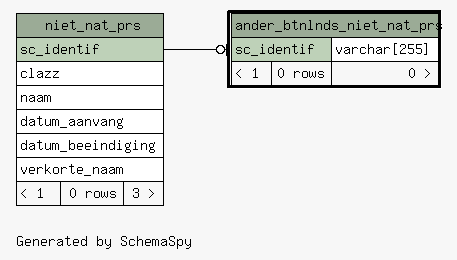 niet_nat_prs
sc_identif
clazz
naam
datum_aanvang
datum_beeindiging
verkorte_naam
< 1 0 rows 3 >
ander_btnlnds_niet_nat_prs
sc_identif varchar[255]
< 1 0 rows 0 >
Generated by SchemaSpy